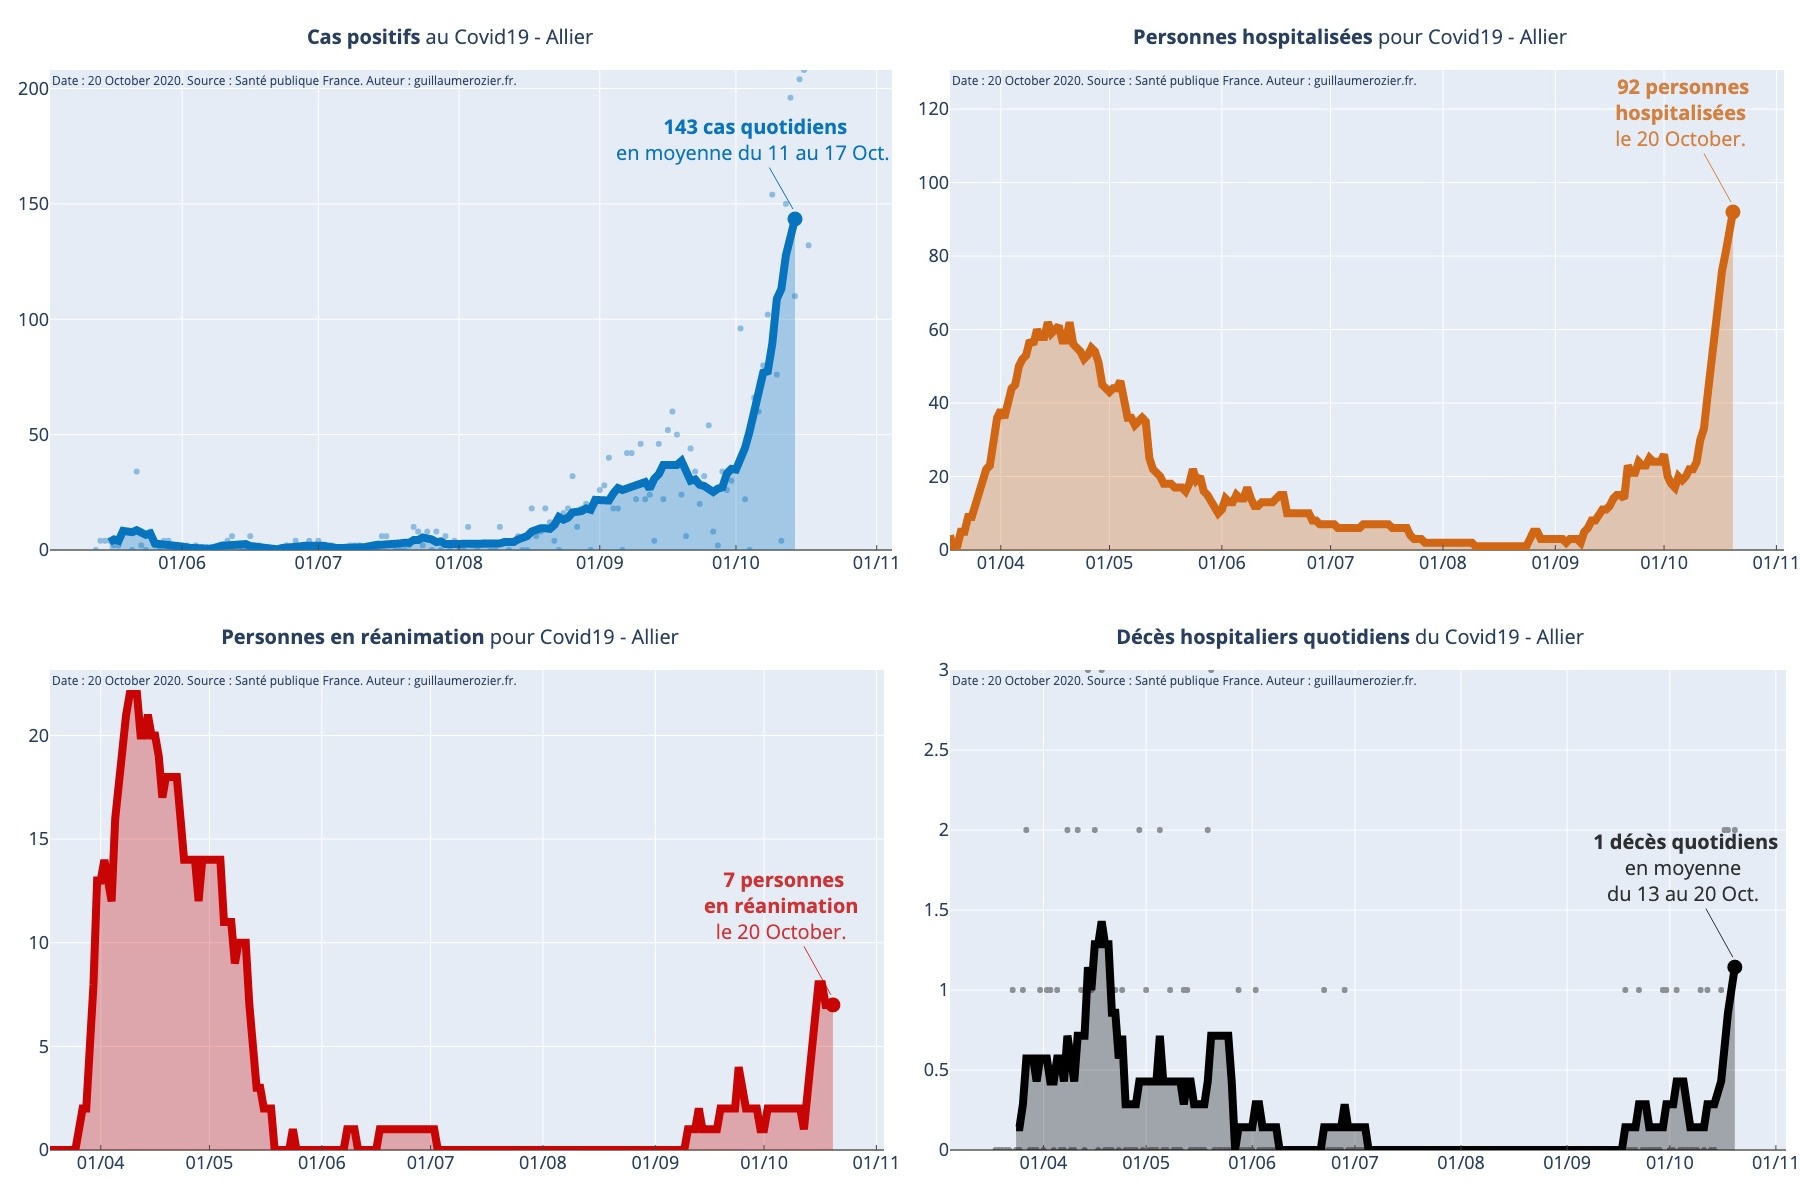 Cas positifs au Covid19 - Allier
Date : 20 October 2020. Source : Santé publique France. Auteur : guillaumerozier.fr.
200
150
100
50
0
143 cas quotidiens
en moyenne du 11 au 17 Oct.
01/06 01/07 01/08 01/09 01/10 01/11
Personnes hospitalisées pour Covid19 - Allier
Date : 20 October 2020. Source : Santé publique France. Auteur : guillaumerozier.fr.
120
100
80
60
40
20
0
92 personnes
hospitalisées
le 20 October.
01/04 01/05 01/06 01/07 01/08 01/09 01/10 01/11
Personnes en réanimation pour Covid19 - Allier
Date : 20 October 2020. Source : Santé publique France. Auteur : guillaumerozier.fr.
20
15
10
5
0
7 personnes
en réanimation
le 20 October.
01/04 01/05 01/06 01/07 01/08 01/09 01/10 01/11
Décès hospitaliers quotidiens du Covid19 - Allier
3
Date : 20 October 2020. Source : Santé publique France. Auteur : guillaumerozier.fr.
2.5
2
1.5
1
0.5
0
1 décès quotidiens
en moyenne
du 13 au 20 Oct.
01/04 01/05 01/06 01/07 01/08 01/09 01/10 01/11